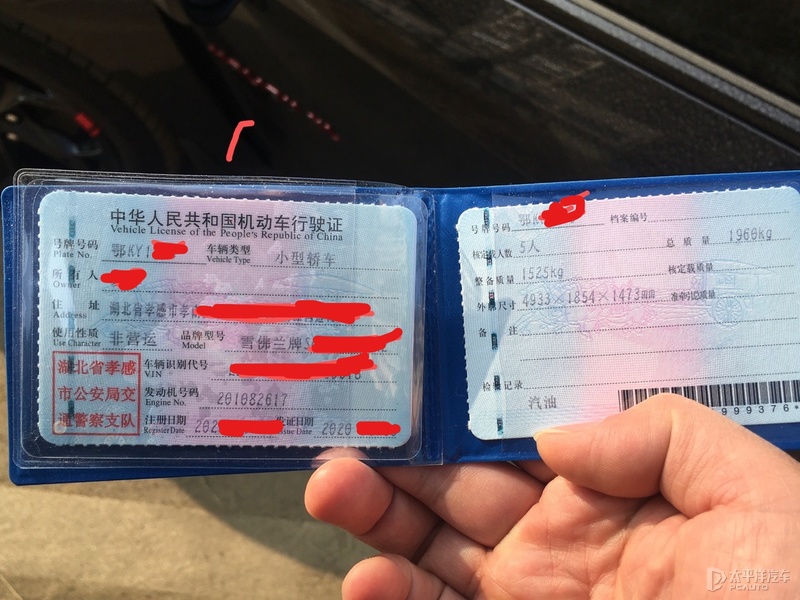 中华人民共和国机动车行驶证
Vehicle License of the People's Republic of China
号牌号码 鄂KY1 车辆类型 小型轿车
Plate No. Vehicle Type
所有人
Owner
住 址 湖北省孝感市孝
Address
使用性质 非营运 品牌型号 雪佛兰牌
Use Character Model
湖北省孝感
市公安局交
通警察支队
车辆识别代号
V.I.N
发动机号码 201082617
Engine No.
注册日期 202 发证日期 2020
Register Date Issue Date
号牌号码 鄂KY 档案编号
核定载人数 5人 总质量 1966kg
整备质量 1525kg 核定载质量
外廓尺寸 4933×1854×1473mm 准牵引总质量
备 注
检验记录
汽油
999376*
太平洋汽车
PCAUTO